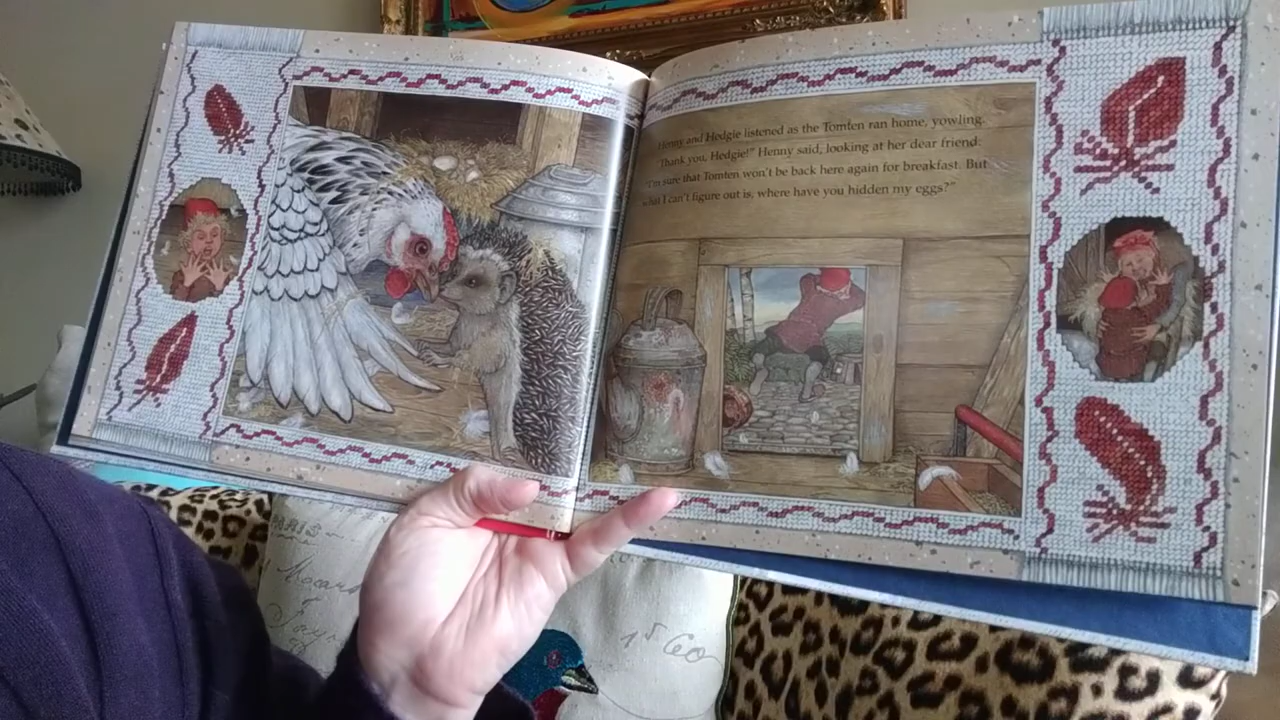 Henny and Hedgie listened as the Tomten ran home, yowling.
"Thank you, Hedgie!" Henny said, looking at her dear friend:
"I'm sure that Tomten won't be back here again for breakfast. But
what I can't figure out is, where have you hidden my eggs?"